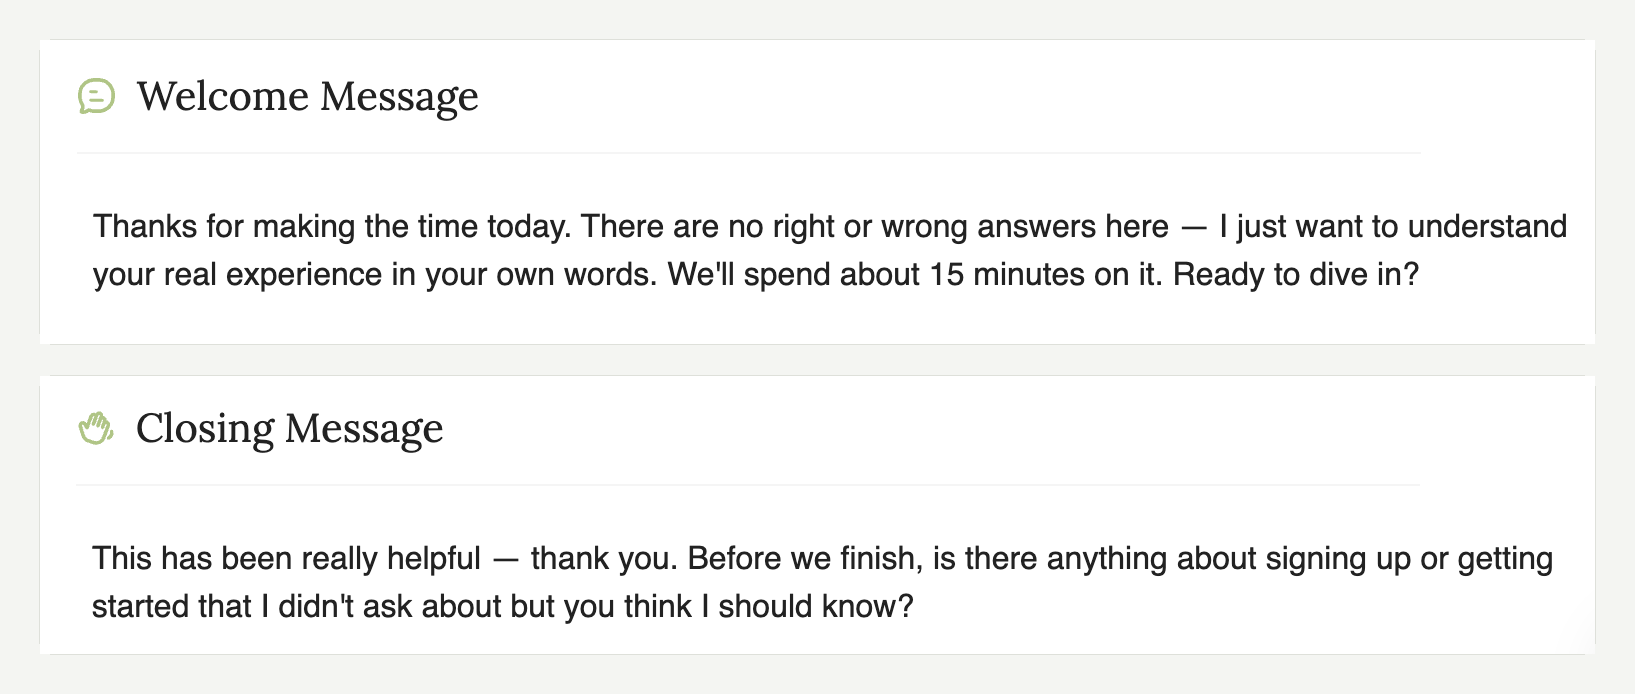 Welcome Message
Thanks for making the time today. There are no right or wrong answers here — I just want to understand
your real experience in your own words. We'll spend about 15 minutes on it. Ready to dive in?
Closing Message
This has been really helpful — thank you. Before we finish, is there anything about signing up or getting
started that I didn't ask about but you think I should know?